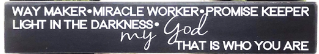 WAY MAKER • MIRACLE WORKER • PROMISE KEEPER
LIGHT IN THE DARKNESS • my God
THAT IS WHO YOU ARE